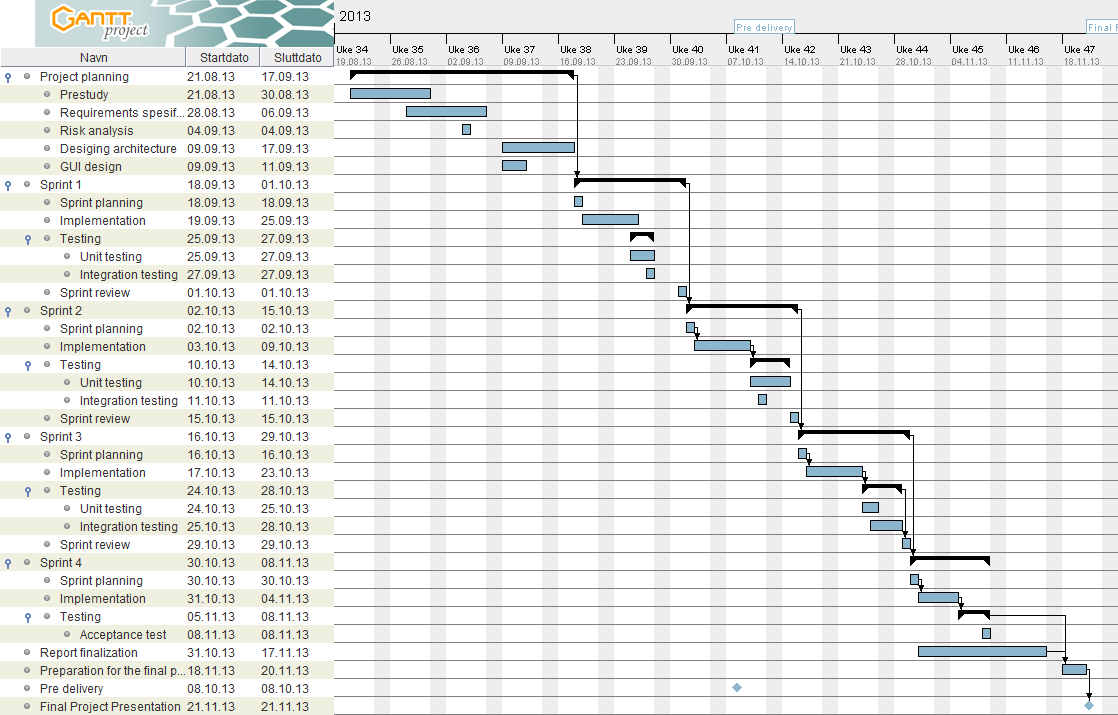 GANTT
project
2013
Pre delivery
Final F
Navn Startdato Sluttdato
Uke 34 Uke 35 Uke 36 Uke 37 Uke 38 Uke 39 Uke 40 Uke 41 Uke 42 Uke 43 Uke 44 Uke 45 Uke 46 Uke 47
19.08.13 26.08.13 02.09.13 09.09.13 16.09.13 23.09.13 30.09.13 07.10.13 14.10.13 21.10.13 28.10.13 04.11.13 11.11.13 18.11.13
Project planning 21.08.13 17.09.13
Prestudy 21.08.13 30.08.13
Requirements spesif... 28.08.13 06.09.13
Risk analysis 04.09.13 04.09.13
Desiging architecture 09.09.13 17.09.13
GUI design 09.09.13 11.09.13
Sprint 1 18.09.13 01.10.13
Sprint planning 18.09.13 18.09.13
Implementation 19.09.13 25.09.13
Testing 25.09.13 27.09.13
Unit testing 25.09.13 27.09.13
Integration testing 27.09.13 27.09.13
Sprint review 01.10.13 01.10.13
Sprint 2 02.10.13 15.10.13
Sprint planning 02.10.13 02.10.13
Implementation 03.10.13 09.10.13
Testing 10.10.13 14.10.13
Unit testing 10.10.13 14.10.13
Integration testing 11.10.13 11.10.13
Sprint review 15.10.13 15.10.13
Sprint 3 16.10.13 29.10.13
Sprint planning 16.10.13 16.10.13
Implementation 17.10.13 23.10.13
Testing 24.10.13 28.10.13
Unit testing 24.10.13 25.10.13
Integration testing 25.10.13 28.10.13
Sprint review 29.10.13 29.10.13
Sprint 4 30.10.13 08.11.13
Sprint planning 30.10.13 30.10.13
Implementation 31.10.13 04.11.13
Testing 05.11.13 08.11.13
Acceptance test 08.11.13 08.11.13
Report finalization 31.10.13 17.11.13
Preparation for the final p... 18.11.13 20.11.13
Pre delivery 08.10.13 08.10.13
Final Project Presentation 21.11.13 21.11.13